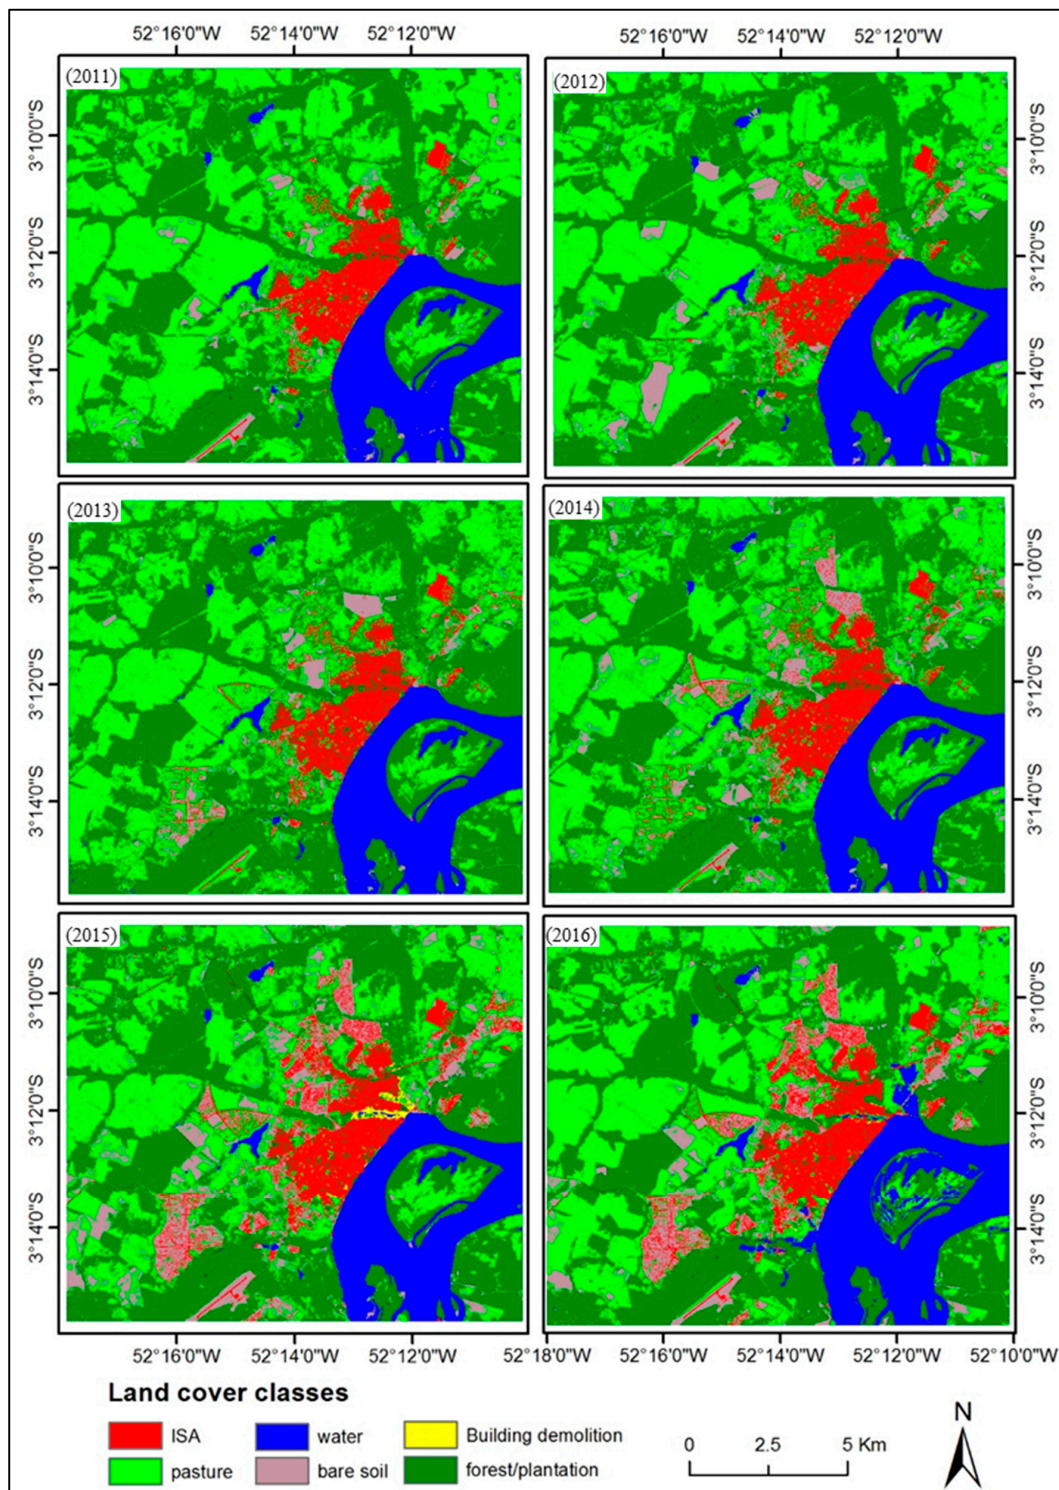 52°16'0"W 52°14'0"W 52°12'0"W 52°16'0"W 52°14'0"W 52°12'0"W
(2011) (2012)
3°10'0"S 3°10'0"S
3°12'0"S 3°12'0"S
3°14'0"S 3°14'0"S
(2013) (2014)
3°10'0"S 3°10'0"S
3°12'0"S 3°12'0"S
3°14'0"S 3°14'0"S
(2015) (2016)
3°10'0"S 3°10'0"S
3°12'0"S 3°12'0"S
3°14'0"S 3°14'0"S
52°16'0"W 52°14'0"W 52°12'0"W 52°18'0"W 52°16'0"W 52°14'0"W 52°12'0"W 52°10'0"W
Land cover classes
ISA water Building demolition
pasture bare soil forest/plantation
0 2.5 5 Km
N